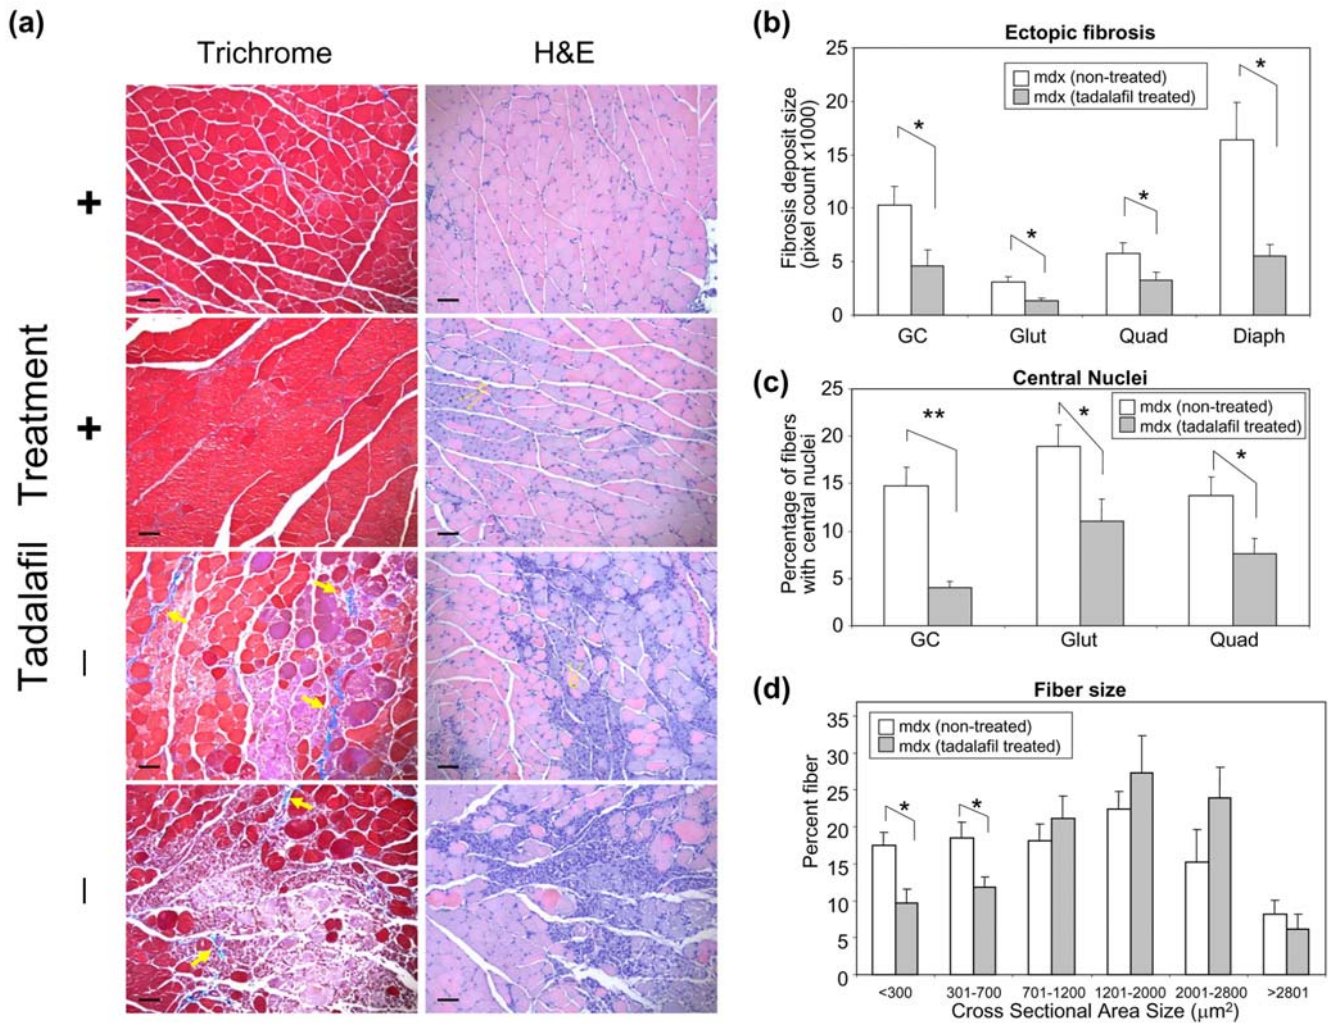 (a)
Trichrome
H&E
Tadalafil Treatment
+
+
–
–
(b)
Ectopic fibrosis
mdx (non-treated)
mdx (tadalafil treated)
Fibrosis deposit size
(pixel count x1000)
25
20
15
10
5
0
*
*
*
*
GC
Glut
Quad
Diaph
(c)
Central Nuclei
mdx (non-treated)
mdx (tadalafil treated)
Percentage of fibers
with central nuclei
25
20
15
10
5
0
**
*
*
GC
Glut
Quad
(d)
Fiber size
mdx (non-treated)
mdx (tadalafil treated)
Percent fiber
35
30
25
20
15
10
5
0
*
*
<300
301-700
701-1200
1201-2000
2001-2800
>2801
Cross Sectional Area Size (μm²)